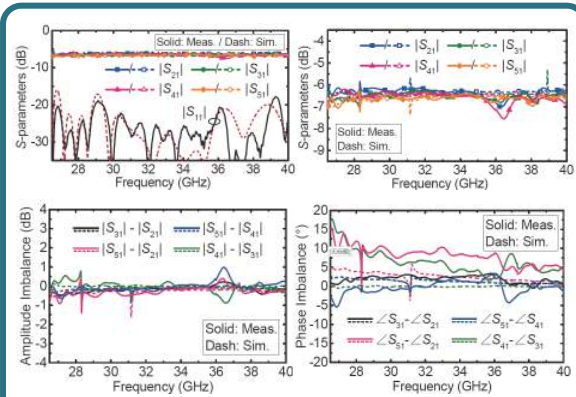 Solid: Meas. / Dash: Sim.
|S21| |S31|
|S41| |S51|
|S11|
0
-10
-20
-30
S-parameters (dB)
28 30 32 34 36 38 40
Frequency (GHz)
|S21| |S31|
|S41| |S51|
Solid: Meas.
Dash: Sim.
-4
-5
-6
-7
-8
-9
S-parameters (dB)
28 30 32 34 36 38 40
Frequency (GHz)
|S31| - |S21| |S51| - |S41|
|S51| - |S21| |S41| - |S31|
Solid: Meas.
Dash: Sim.
4
3
2
1
0
-1
-2
-3
-4
Amplitude Imbalance (dB)
28 30 32 34 36 38 40
Frequency (GHz)
Solid: Meas.
Dash: Sim.
∠S31-∠S21 ∠S51-∠S41
∠S51-∠S21 ∠S41-∠S31
20
15
10
5
0
-5
-10
-15
-20
Phase Imbalance (°)
28 30 32 34 36 38 40
Frequency (GHz)